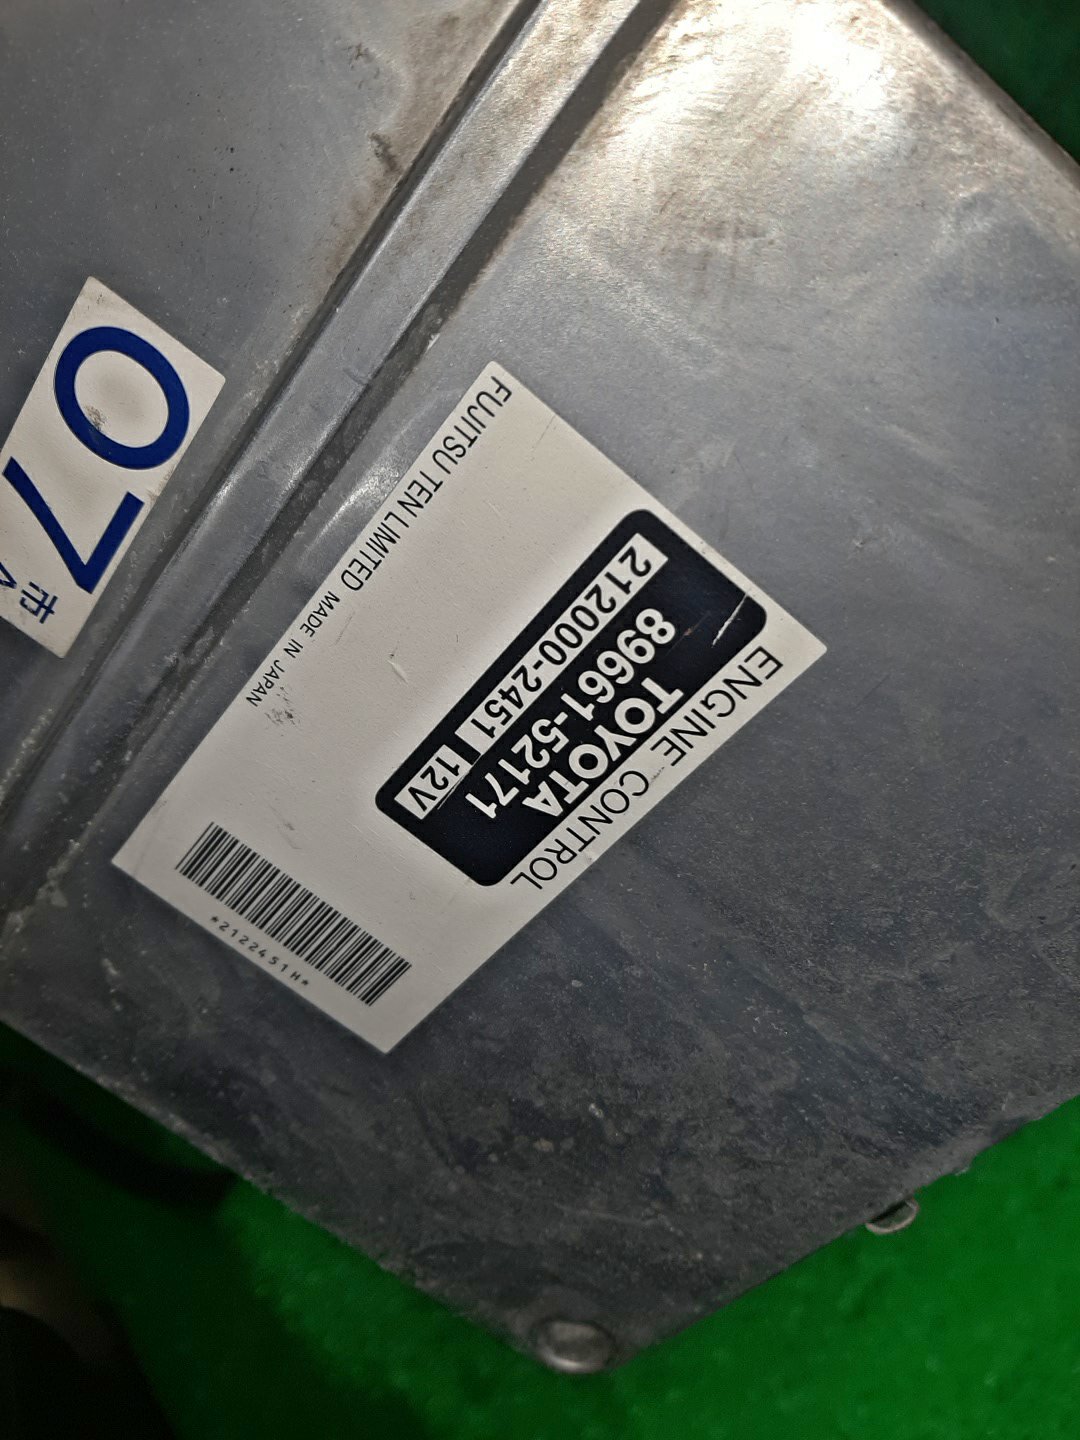 ENGINE CONTROL
TOYOTA
89661-52171
212000-2451 12V
FUJITSU TEN LIMITED MADE IN JAPAN
*2122451H*
07